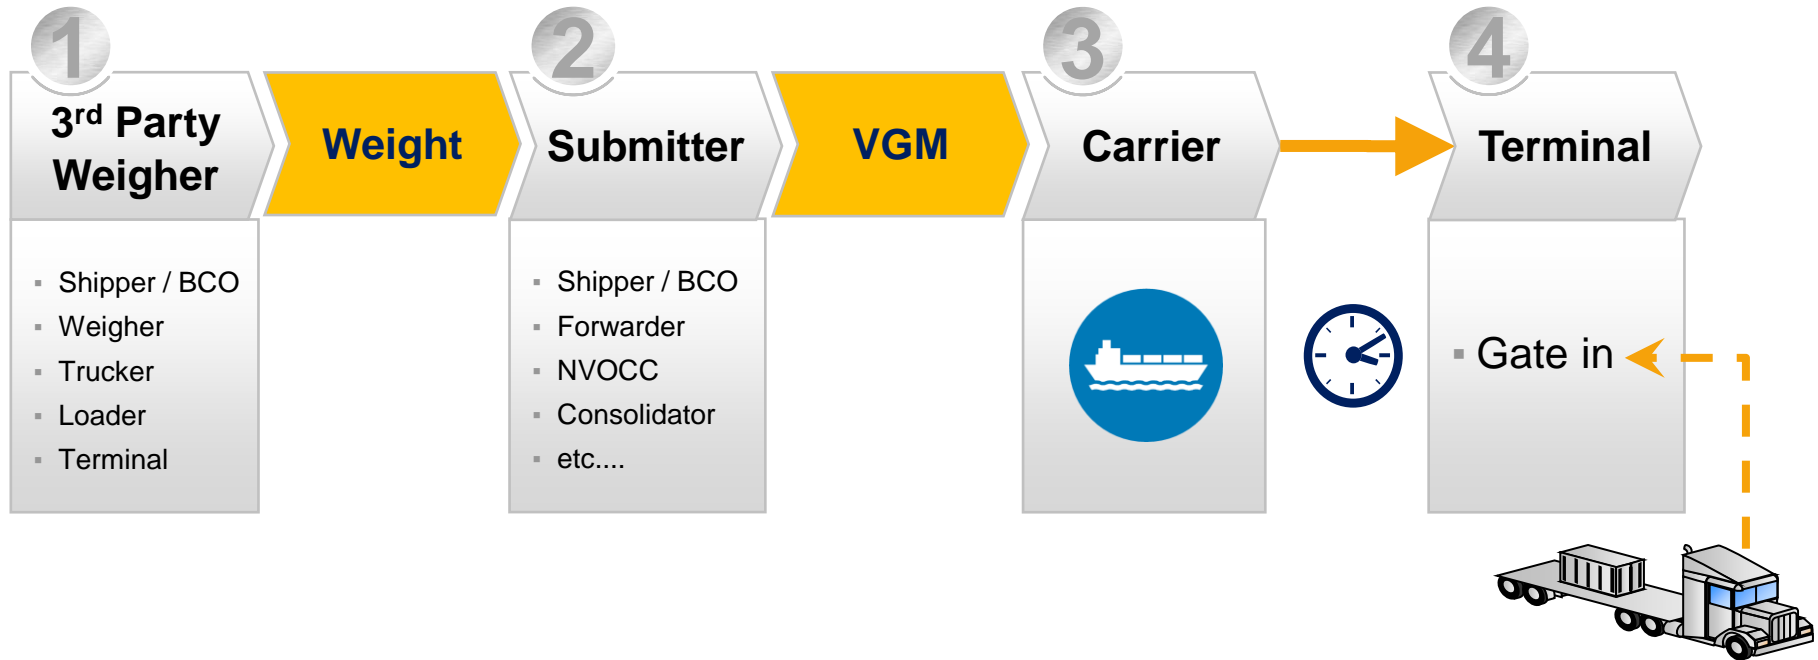 1
3rd Party
Weigher
Weight
2
Submitter
VGM
3
Carrier
4
Terminal
▪ Shipper / BCO
▪ Weigher
▪ Trucker
▪ Loader
▪ Terminal
▪ Shipper / BCO
▪ Forwarder
▪ NVOCC
▪ Consolidator
▪ etc....
▪ Gate in